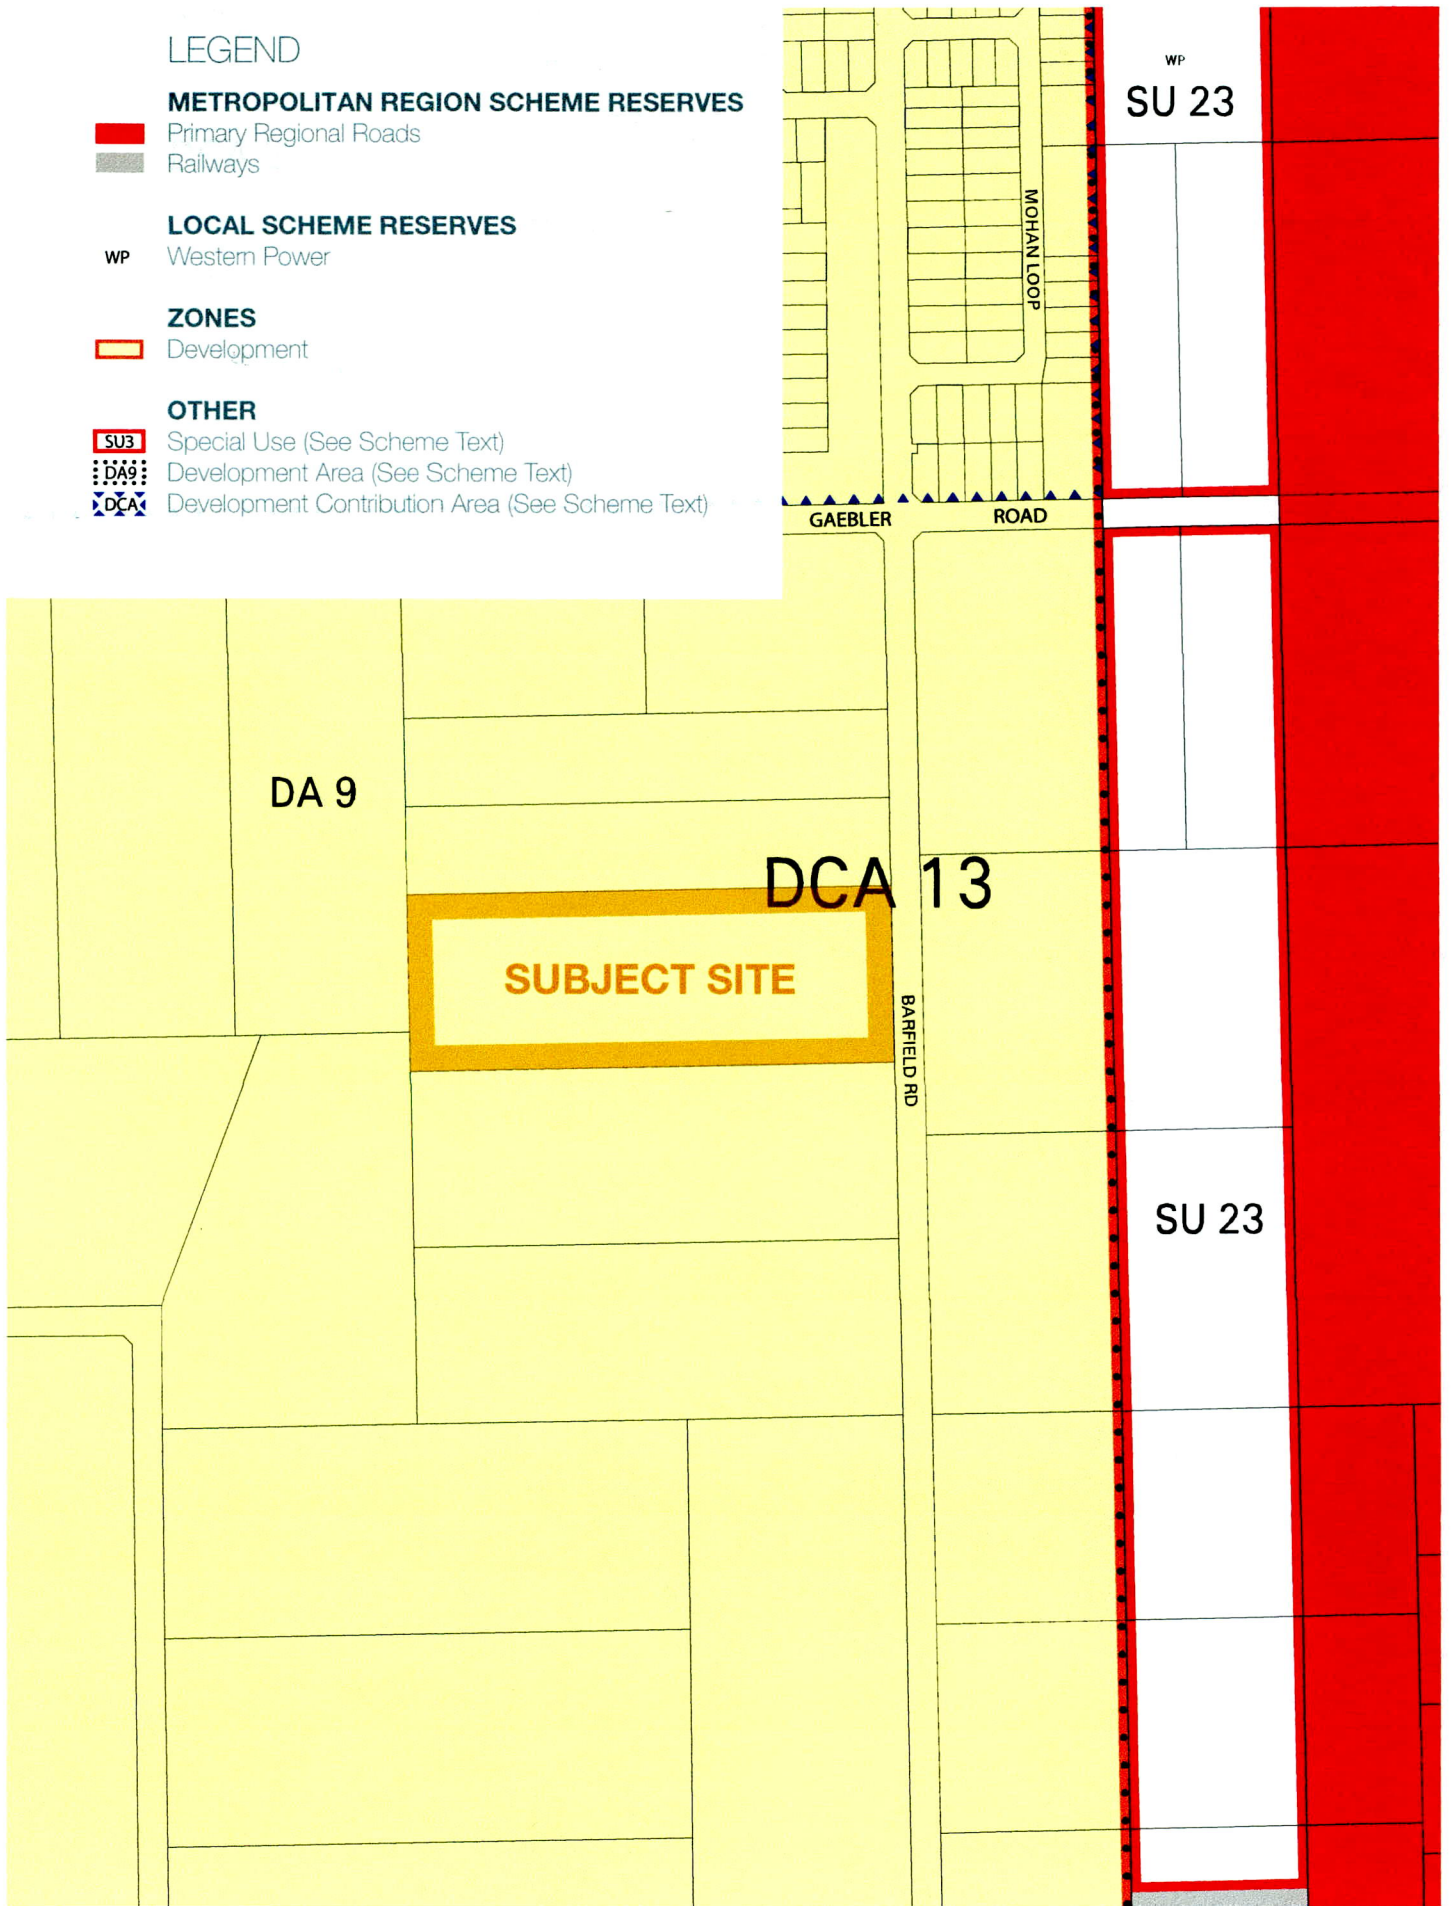 LEGEND
METROPOLITAN REGION SCHEME RESERVES
Primary Regional Roads
Railways
LOCAL SCHEME RESERVES
WP Western Power
ZONES
Development
OTHER
SU3 Special Use (See Scheme Text)
DA9 Development Area (See Scheme Text)
DCA Development Contribution Area (See Scheme Text)
WP
SU 23
MOHAN LOOP
GAEBLER ROAD
DA 9
DCA 13
SUBJECT SITE
BARFIELD RD
SU 23